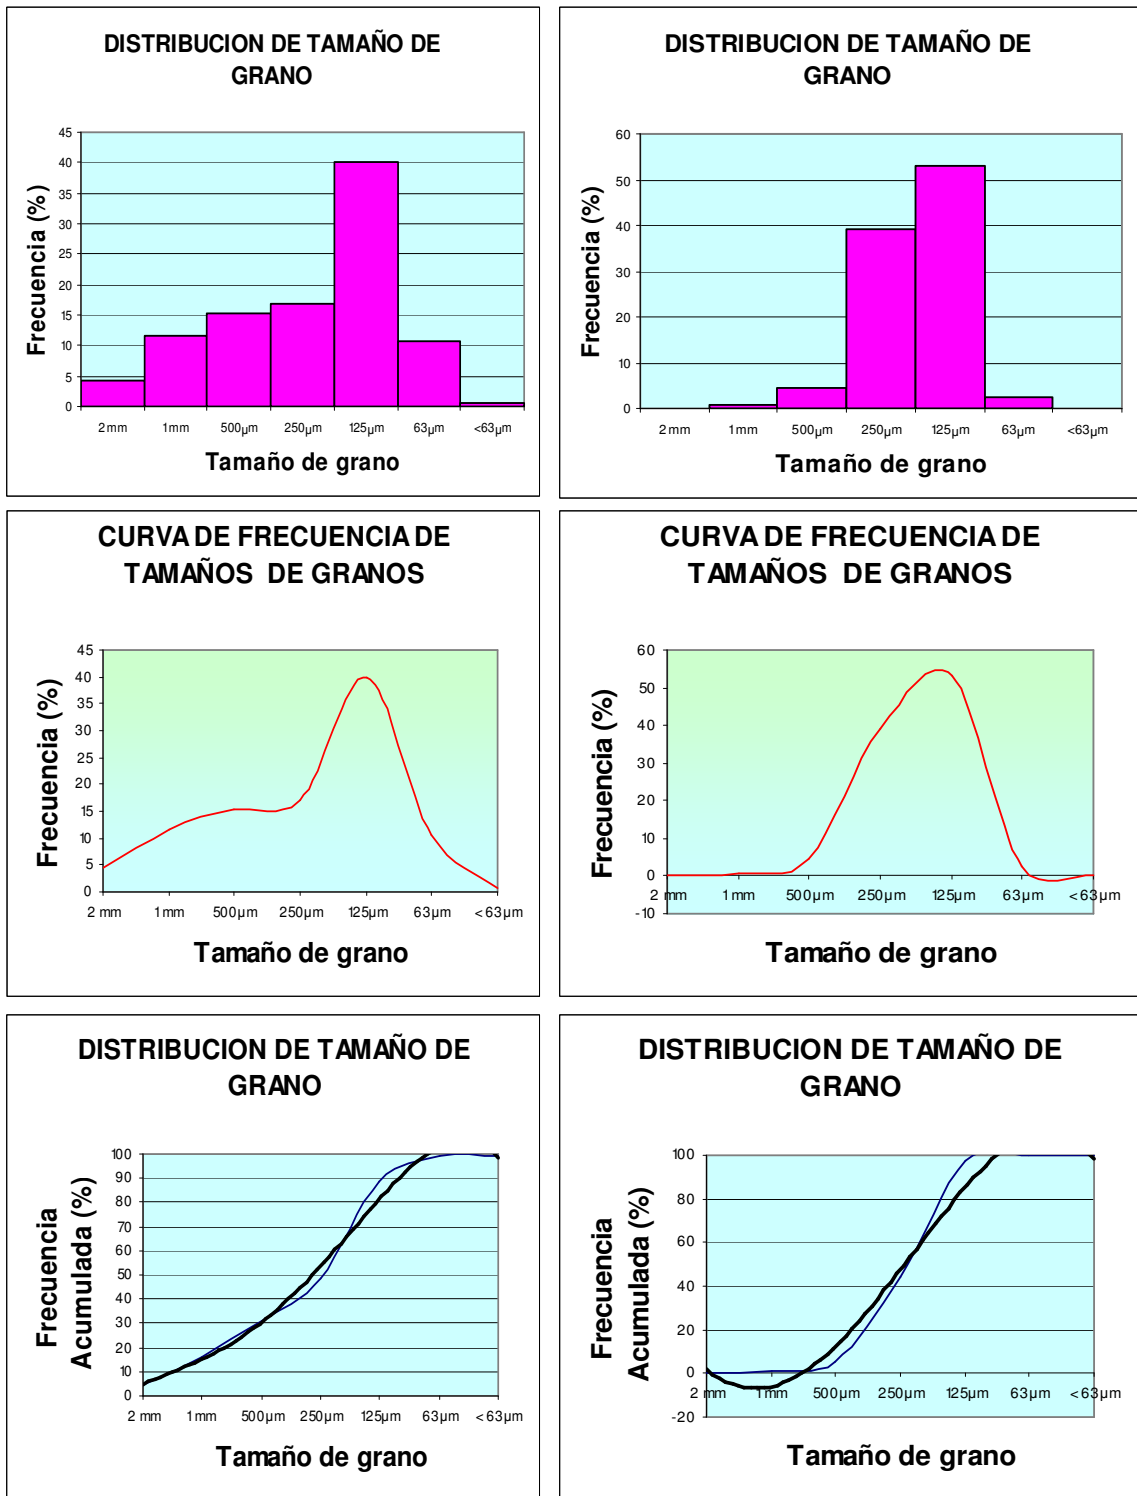 DISTRIBUCION DE TAMAÑO DE
GRANO
Frecuencia (%)
45
40
35
30
25
20
15
10
5
0
2 mm 1mm 500µm 250µm 125µm 63µm <63µm
Tamaño de grano
DISTRIBUCION DE TAMAÑO DE
GRANO
Frecuencia (%)
60
50
40
30
20
10
0
2 mm 1mm 500µm 250µm 125µm 63µm <63µm
Tamaño de grano
CURVA DE FRECUENCIA DE
TAMAÑOS DE GRANOS
Frecuencia (%)
45
40
35
30
25
20
15
10
5
0
2 mm 1mm 500µm 250µm 125µm 63µm <63µm
Tamaño de grano
CURVA DE FRECUENCIA DE
TAMAÑOS DE GRANOS
Frecuencia (%)
60
50
40
30
20
10
0
-10
2 mm 1mm 500µm 250µm 125µm 63µm <63µm
Tamaño de grano
DISTRIBUCION DE TAMAÑO DE
GRANO
Frecuencia
Acumulada (%)
100
90
80
70
60
50
40
30
20
10
0
2 mm 1mm 500µm 250µm 125µm 63µm <63µm
Tamaño de grano
DISTRIBUCION DE TAMAÑO DE
GRANO
Frecuencia
Acumulada (%)
100
80
60
40
20
0
-20
2 mm 1mm 500µm 250µm 125µm 63µm <63µm
Tamaño de grano